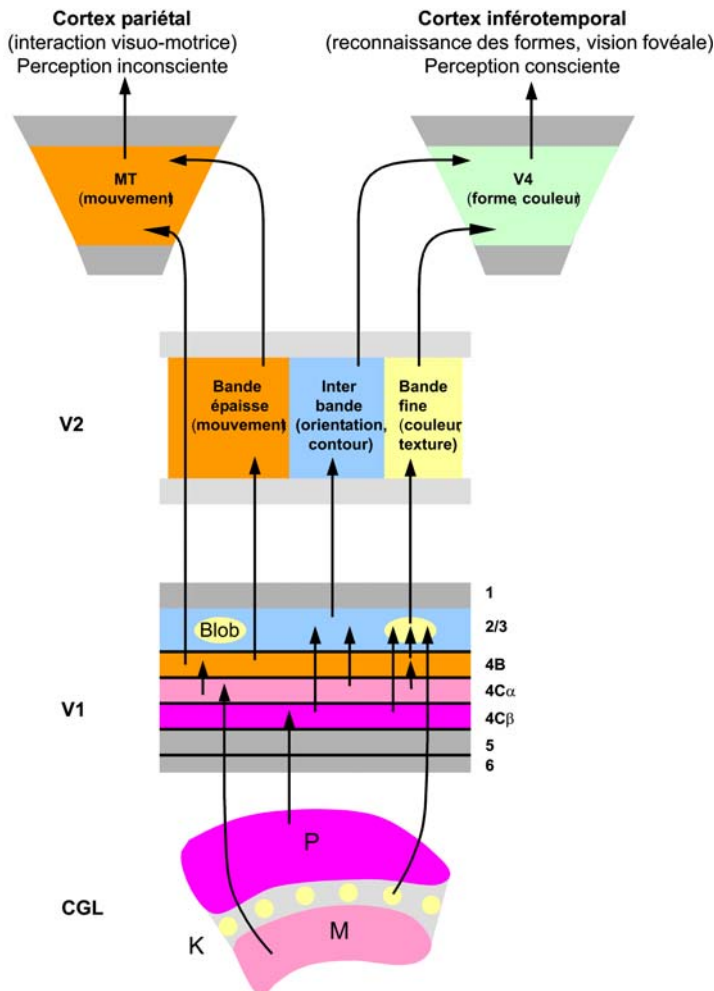 Cortex pariétal
(interaction visuo-motrice)
Perception inconsciente
Cortex inférotemporal
(reconnaissance des formes, vision fovéale)
Perception consciente
MT
(mouvement)
V4
(forme, couleur)
V2
Bande
épaisse
(mouvement)
Inter
bande
(orientation,
contour)
Bande
fine
(couleur,
texture)
V1
Blob
1
2/3
4B
4Cα
4Cβ
5
6
CGL
P
K
M